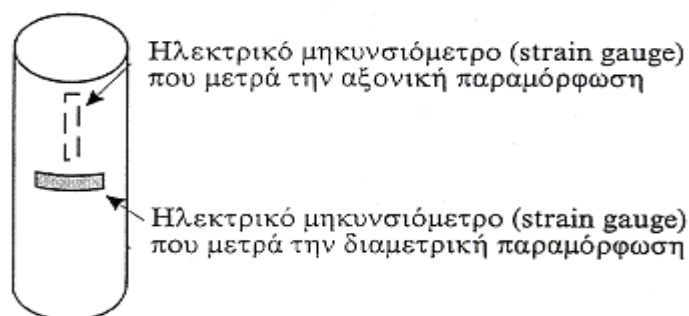 Ηλεκτρικό μηκυνσιόμετρο (strain gauge)
που μετρά την αξονική παραμόρφωση
Ηλεκτρικό μηκυνσιόμετρο (strain gauge)
που μετρά την διαμετρική παραμόρφωση